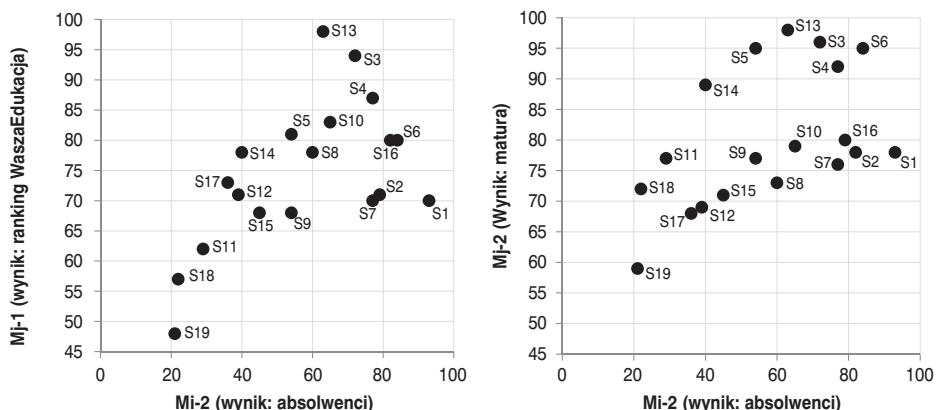 Mj-1 (wynik: ranking WaszaEdukacja)
100
95
90
85
80
75
70
65
60
55
50
45
S13
S3
S4
S5
S10
S6
S14
S8
S16
S17
S12
S2
S7
S1
S15
S9
S11
S18
S19
0
20
40
60
80
100
Mi-2 (wynik: absolwenci)
Mj-2 (Wynik: matura)
100
95
90
85
80
75
70
65
60
55
50
45
S13
S3
S6
S5
S4
S14
S16
S10
S11
S9
S7
S2
S1
S18
S8
S15
S17
S12
S19
0
20
40
60
80
100
Mi-2 (wynik: absolwenci)